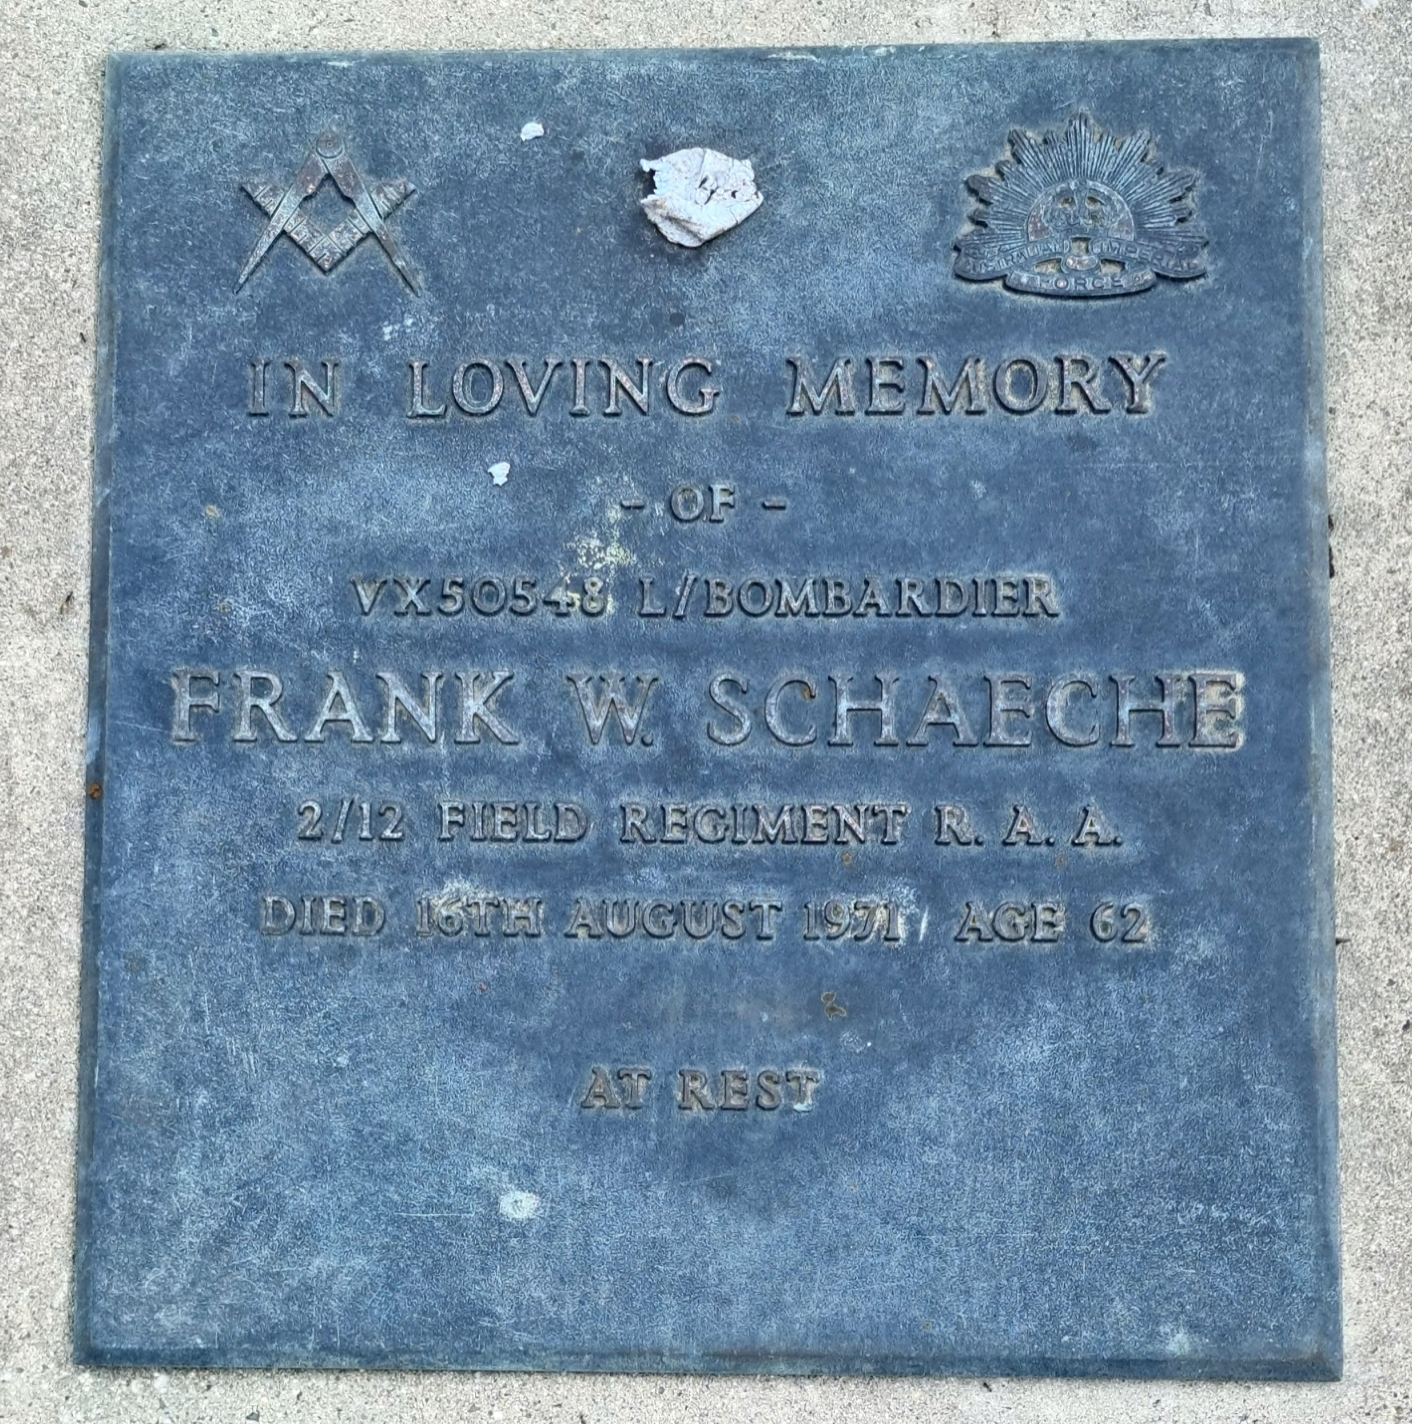 AUSTRALIAN IMPERIAL
FORCE
IN LOVING MEMORY
- OF -
VX50548 L/BOMBARDIER
FRANK W. SCHAECHE
2/12 FIELD REGIMENT R. A. A.
DIED 16TH AUGUST 1971 AGE 62
AT REST